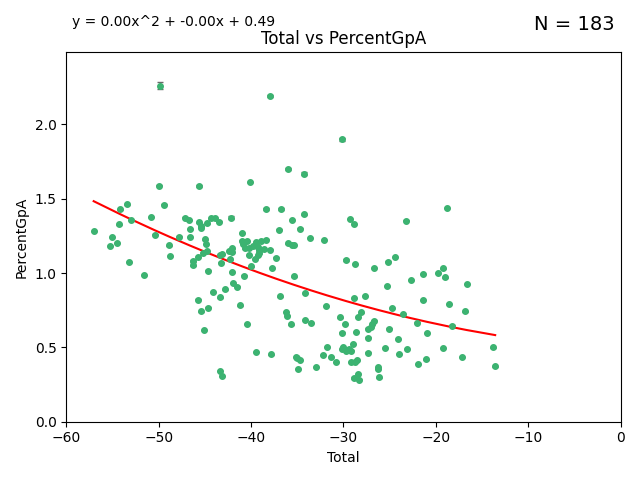 y = 0.00x^2 + -0.00x + 0.49
N = 183
Total vs PercentGpA
PercentGpA
2.0
1.5
1.0
0.5
0.0
−60
−50
−40
−30
−20
−10
0
Total